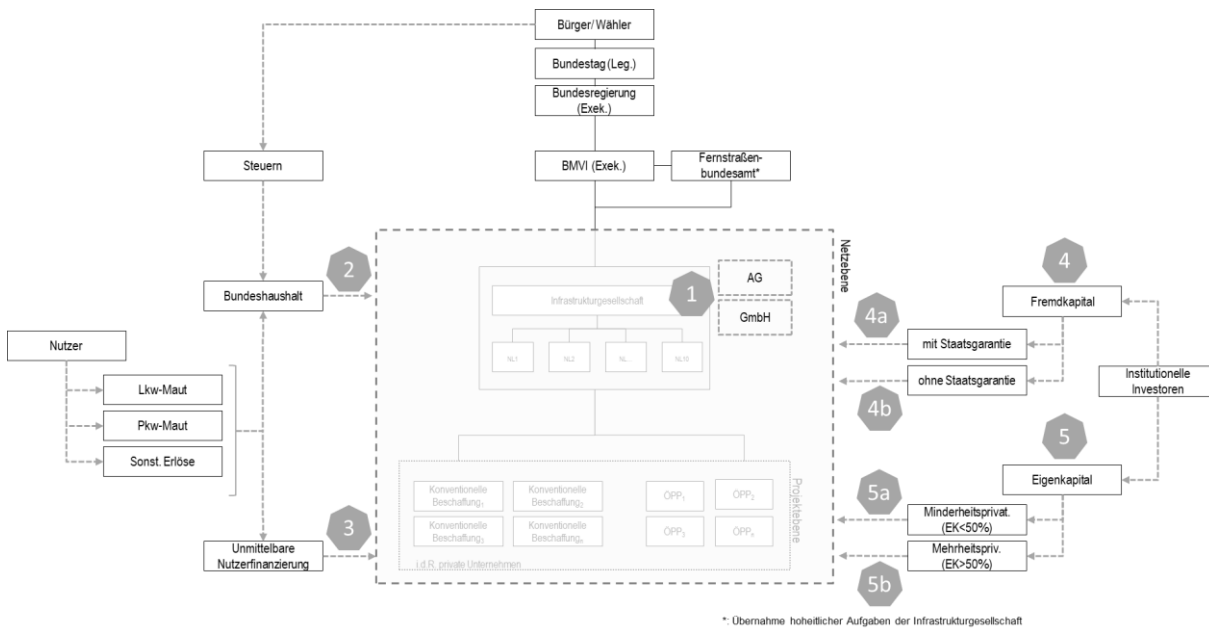 Bürger/ Wähler
Bundestag (Leg.)
Bundesregierung
(Exek.)
Steuern
BMVI (Exek.)
Fernstraßen-
bundesamt*
Netzebene
2
Bundeshaushalt
1
Infrastrukturgesellschaft
NL1
NL2
NL...
NL10
AG
GmbH
4
Fremdkapital
4a
mit Staatsgarantie
ohne Staatsgarantie
4b
Institutionelle
Investoren
Nutzer
Lkw-Maut
Pkw-Maut
Sonst. Erlöse
5
Eigenkapital
5a
Minderheitsprivat.
(EK<50%)
Mehrheitspriv.
(EK>50%)
5b
3
Unmittelbare
Nutzerfinanzierung
Projektebene
Konventionelle
Beschaffung1
Konventionelle
Beschaffung2
ÖPP1
ÖPP2
Konventionelle
Beschaffung3
Konventionelle
Beschaffungn
ÖPP3
ÖPPn
i.d.R. private Unternehmen
*: Übernahme hoheitlicher Aufgaben der Infrastrukturgesellschaft